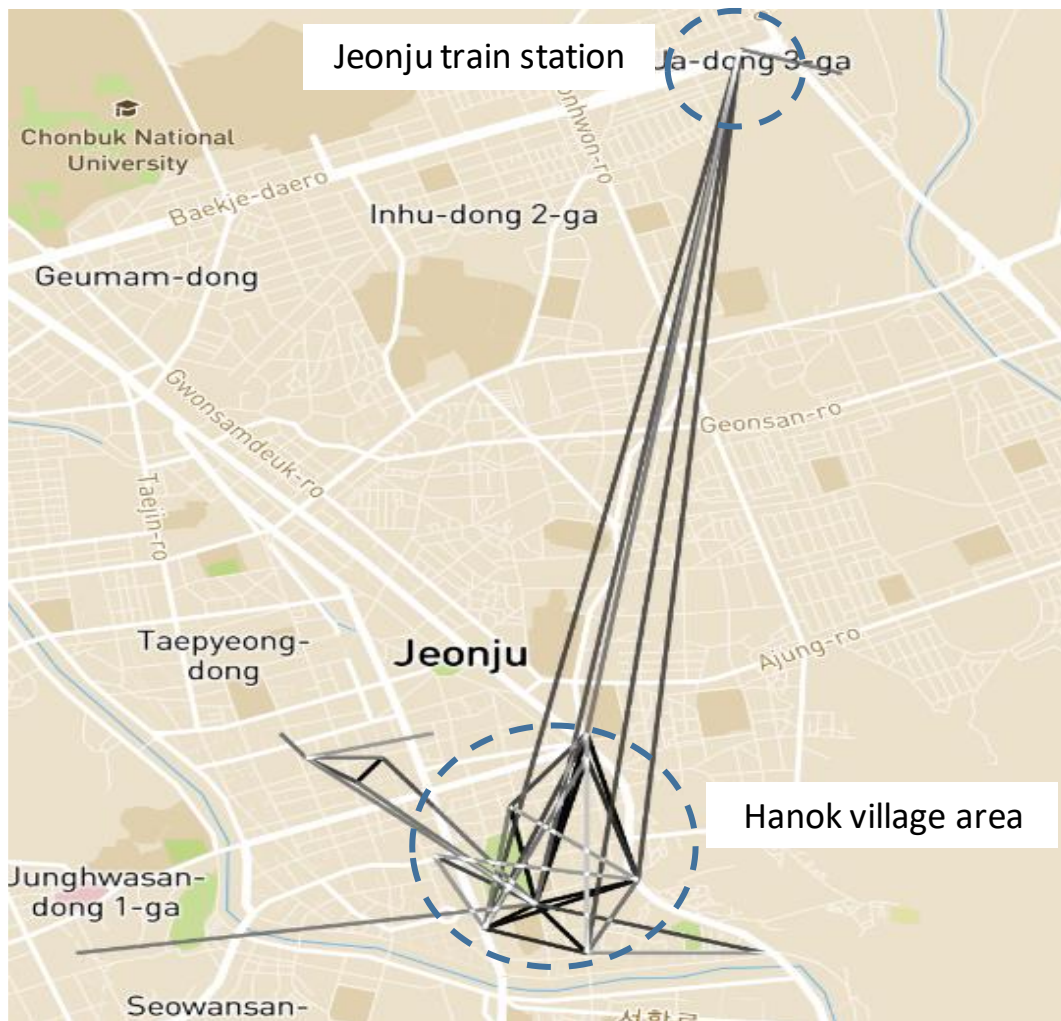 Jeonju train station
Ua-dong 3-ga
Chonbuk National
University
Baekje-daero
Inhu-dong 2-ga
Geumam-dong
Gwonsamdeuk-ro
Geonsan-ro
Taejin-ro
Taepyeong-
dong
Jeonju
Ajung-ro
Hanok village area
Junghwasan-
dong 1-ga
Seowansan-